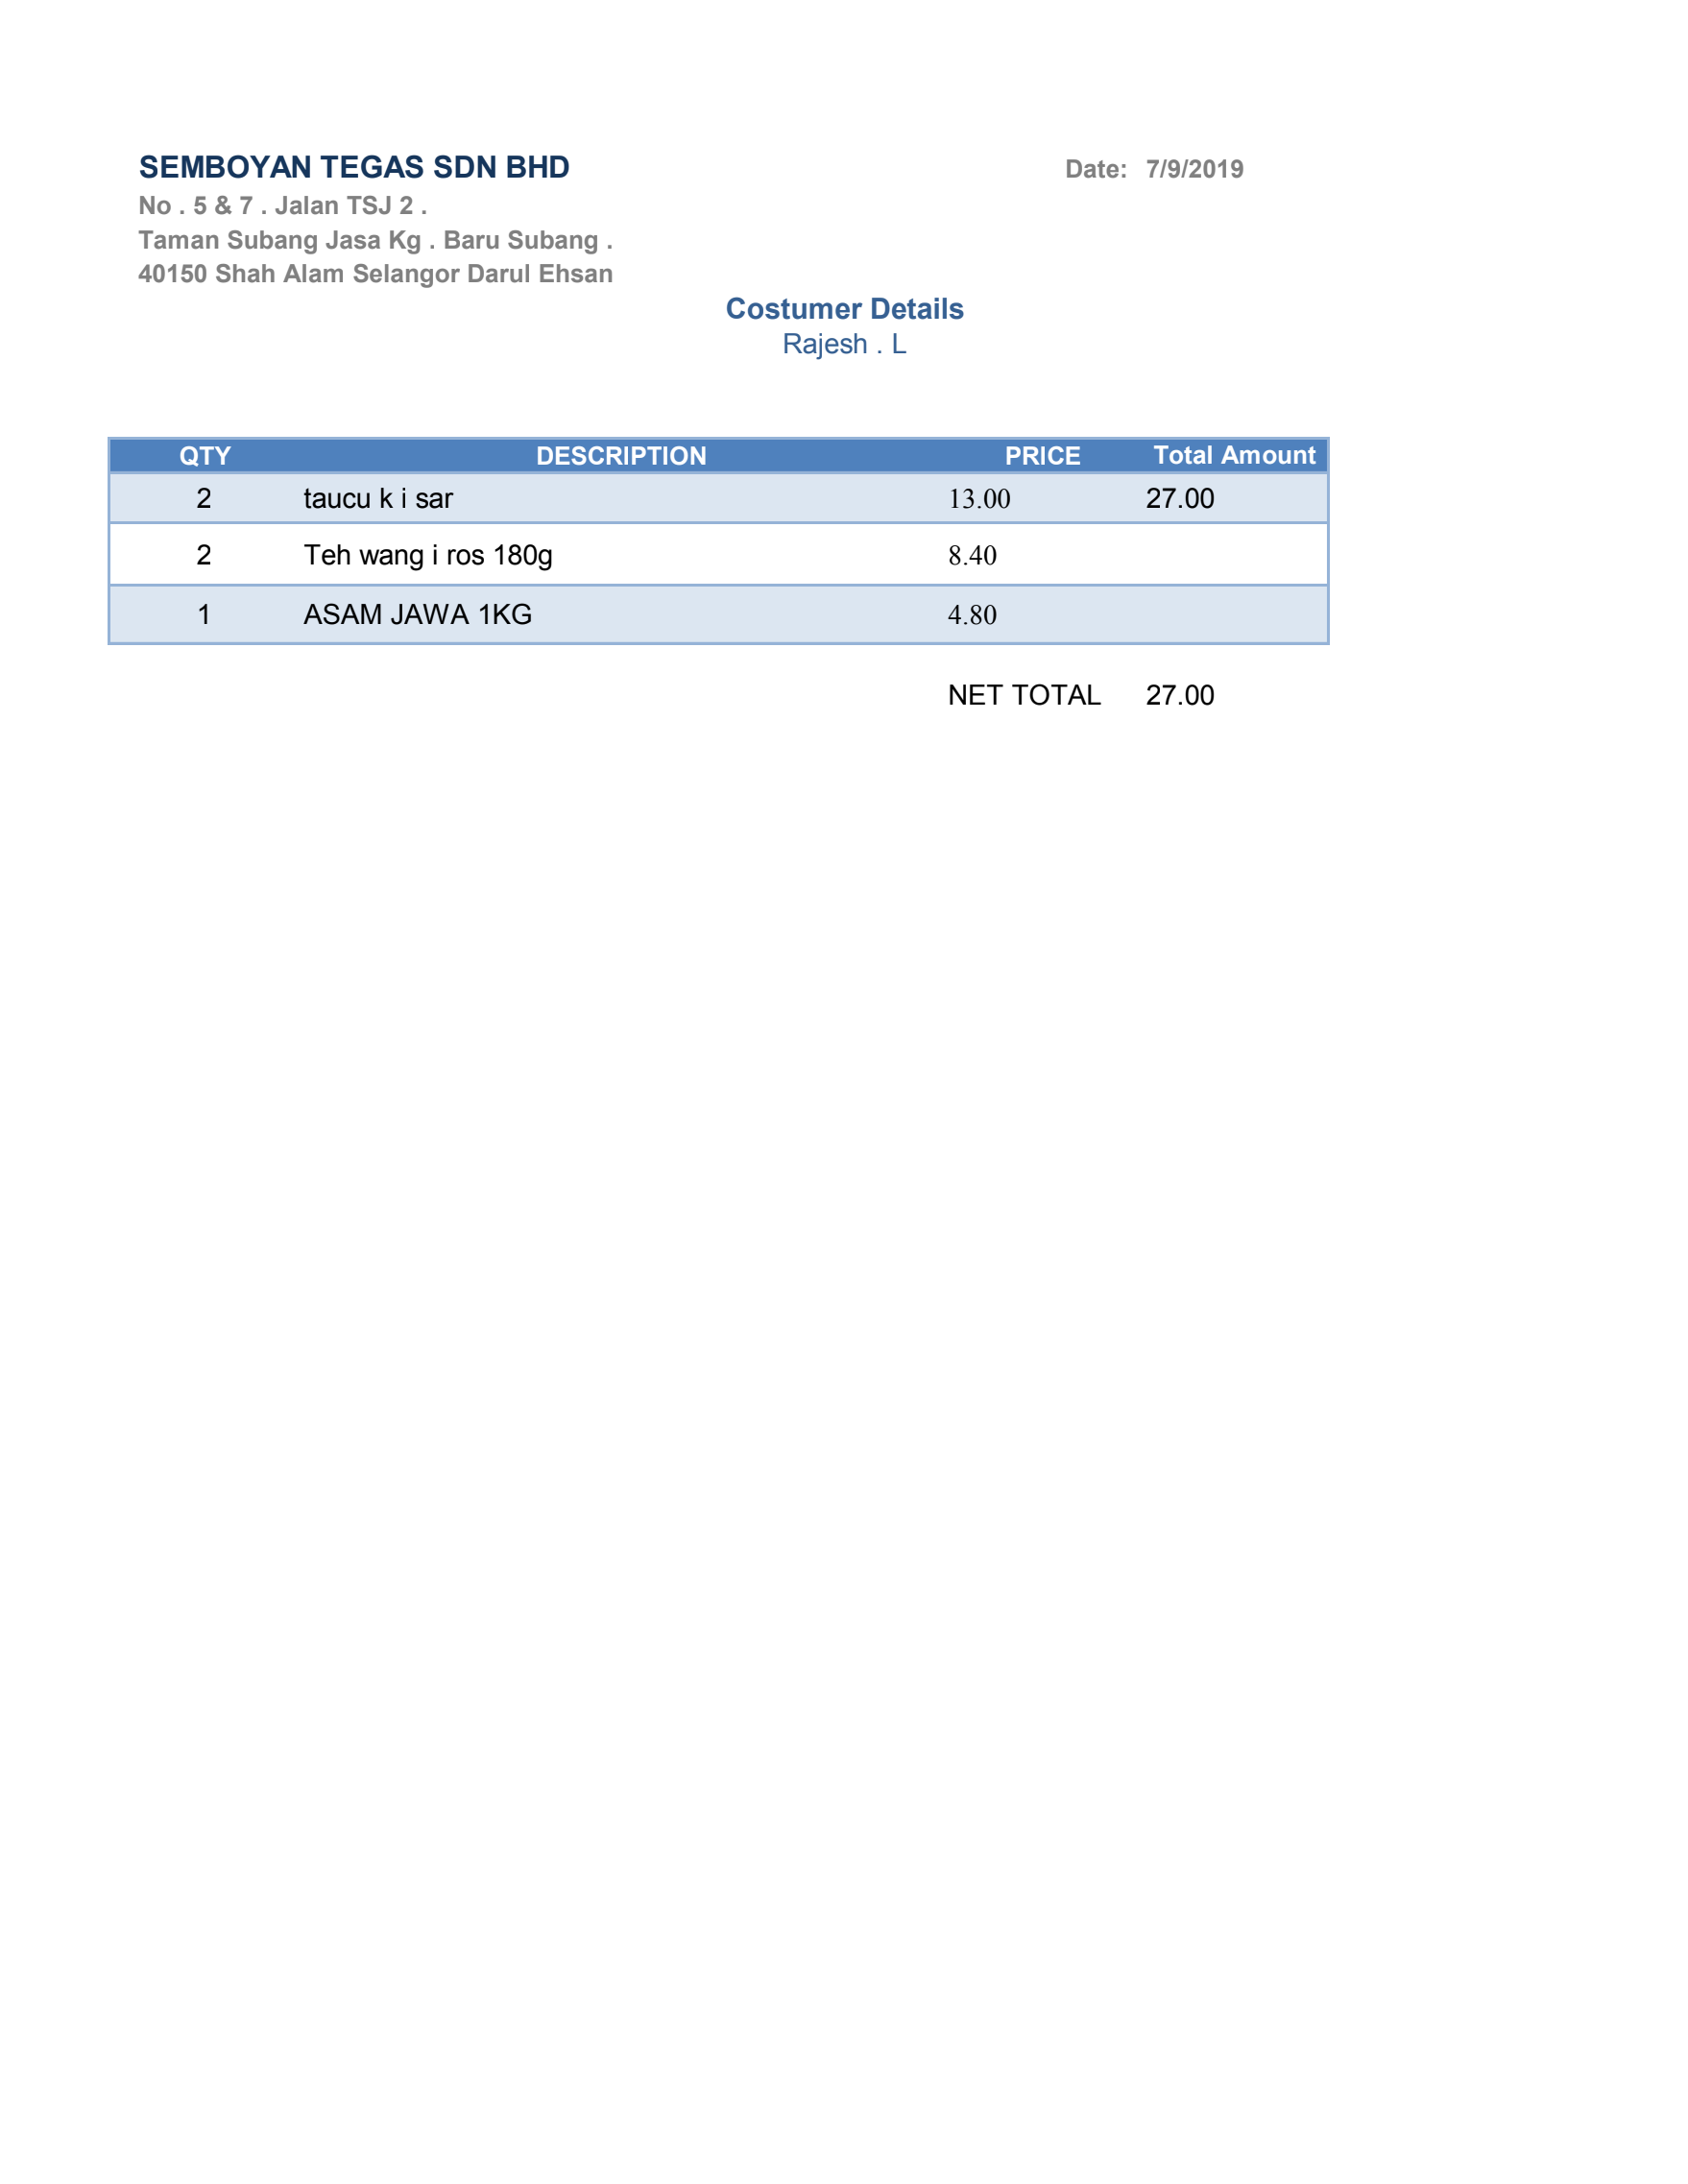 SEMBOYAN TEGAS SDN BHD Date: 7/9/2019
No . 5 & 7 . Jalan TSJ 2 .
Taman Subang Jasa Kg . Baru Subang .
40150 Shah Alam Selangor Darul Ehsan
Costumer Details
Rajesh . L
QTY DESCRIPTION PRICE Total Amount
2 taucu k i sar 13.00 27.00
2 Teh wang i ros 180g 8.40
1 ASAM JAWA 1KG 4.80
NET TOTAL 27.00